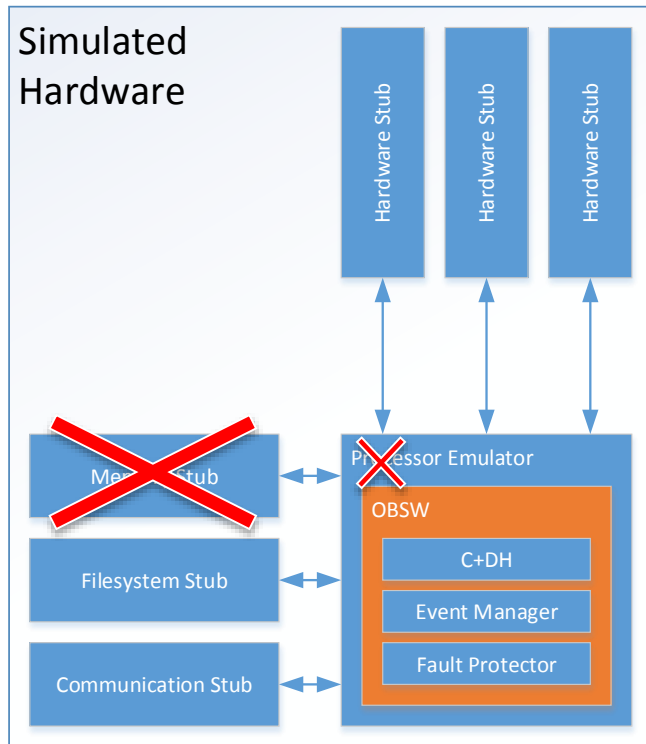 Simulated
Hardware
Hardware Stub
Hardware Stub
Hardware Stub
Stub
Emulator
OBSW
C+DH
Filesystem Stub
Event Manager
Fault Protector
Communication Stub